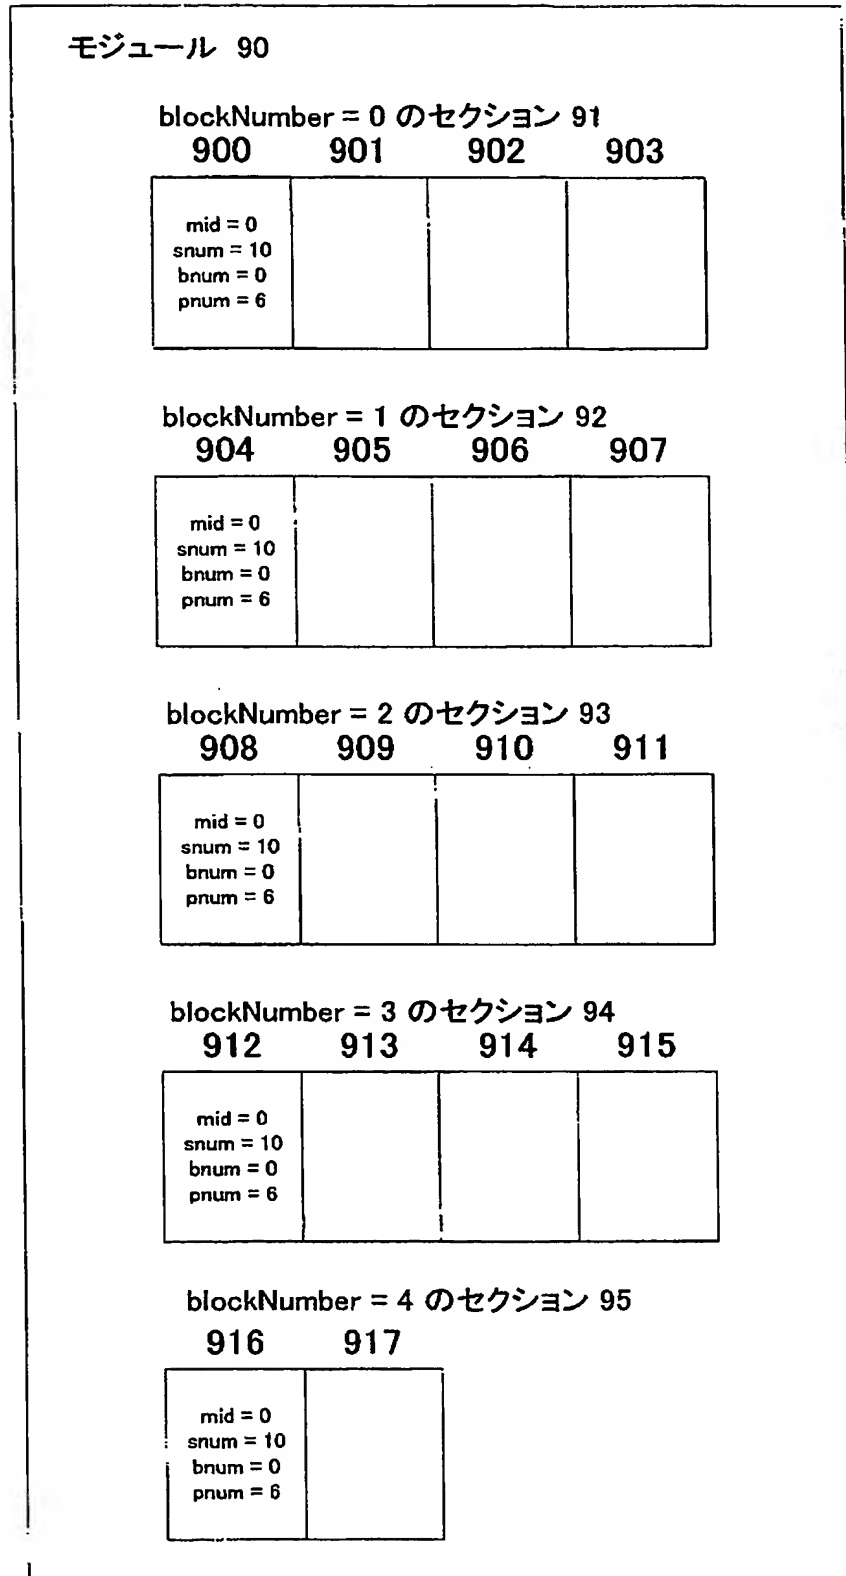 モジュール 90
blockNumber = 0 のセクション 91
900 901 902 903
mid = 0
snum = 10
bnum = 0
pnum = 6
blockNumber = 1 のセクション 92
904 905 906 907
mid = 0
snum = 10
bnum = 0
pnum = 6
blockNumber = 2 のセクション 93
908 909 910 911
mid = 0
snum = 10
bnum = 0
pnum = 6
blockNumber = 3 のセクション 94
912 913 914 915
mid = 0
snum = 10
bnum = 0
pnum = 6
blockNumber = 4 のセクション 95
916 917
mid = 0
snum = 10
bnum = 0
pnum = 6